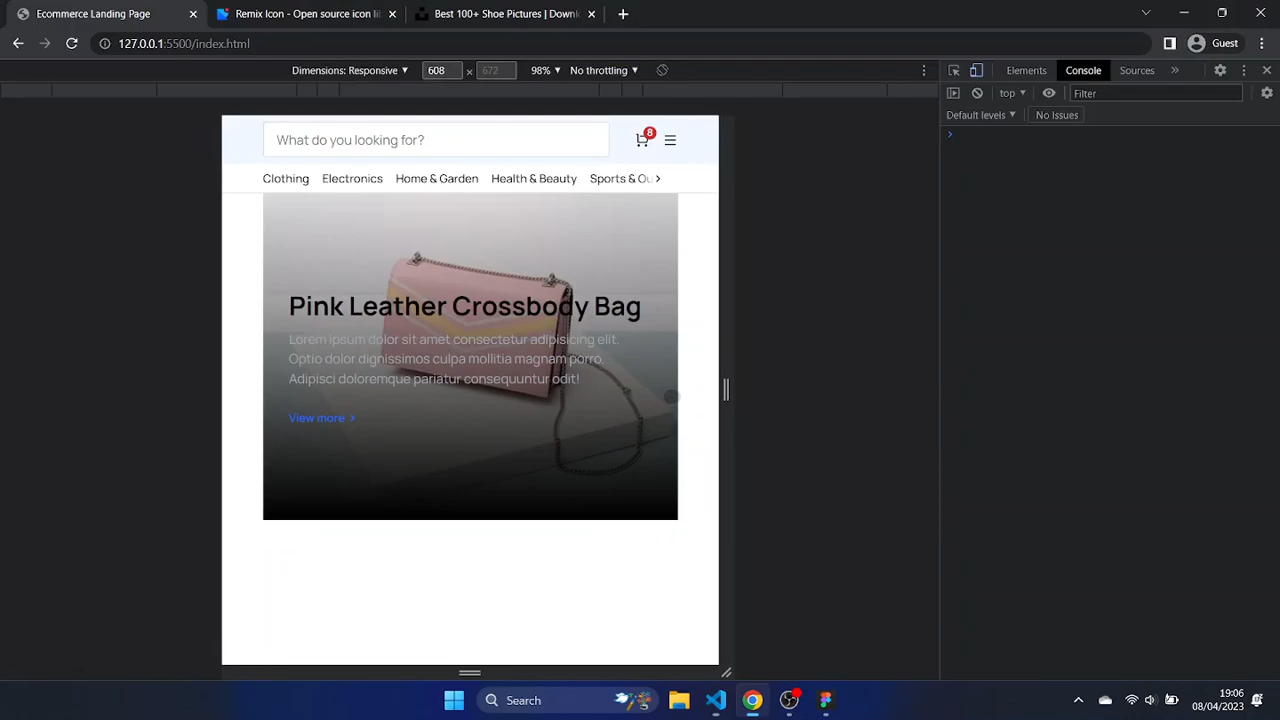 Ecommerce Landing Page
Remix Icon - Open source icon li
Best 100+ Shoe Pictures | Down
127.0.0.1:5500/index.html
Guest
Dimensions: Responsive
608 × 672
98%
No throttling
Elements
Console
Sources
top
Filter
Default levels
No Issues
What do you looking for?
8
Clothing
Electronics
Home & Garden
Health & Beauty
Sports & Ou
Pink Leather Crossbody Bag
Lorem ipsum dolor sit amet consectetur adipisicing elit.
Optio dolor dignissimos culpa mollitia magnam porro.
Adipisci doloremque pariatur consequuntur odit!
View more
Search
19:06
08/04/2023